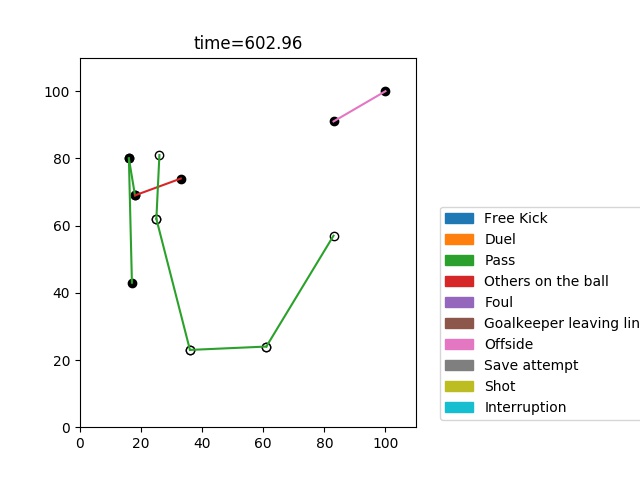 time=602.96
100
80
60
40
20
0
0 20 40 60 80 100
Free Kick
Duel
Pass
Others on the ball
Foul
Goalkeeper leaving lin
Offside
Save attempt
Shot
Interruption